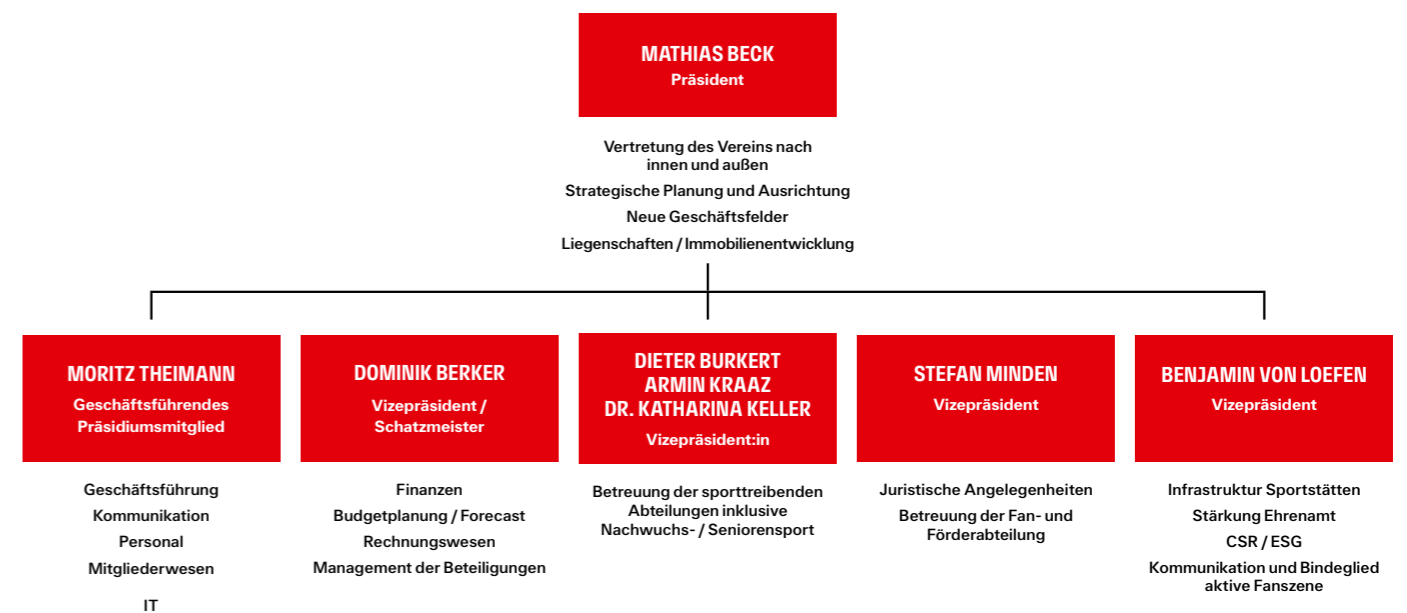 MATHIAS BECK
Präsident
Vertretung des Vereins nach
innen und außen
Strategische Planung und Ausrichtung
Neue Geschäftsfelder
Liegenschaften / Immobilienentwicklung
MORITZ THEIMANN
Geschäftsführendes
Präsidiumsmitglied
Geschäftsführung
Kommunikation
Personal
Mitgliederwesen
IT
DOMINIK BERKER
Vizepräsident /
Schatzmeister
Finanzen
Budgetplanung / Forecast
Rechnungswesen
Management der Beteiligungen
DIETER BURKERT
ARMIN KRAAZ
DR. KATHARINA KELLER
Vizepräsident:in
Betreuung der sporttreibenden
Abteilungen inklusive
Nachwuchs- / Seniorensport
STEFAN MINDEN
Vizepräsident
Juristische Angelegenheiten
Betreuung der Fan- und
Förderabteilung
BENJAMIN VON LOEFEN
Vizepräsident
Infrastruktur Sportstätten
Stärkung Ehrenamt
CSR / ESG
Kommunikation und Bindeglied
aktive Fanszene